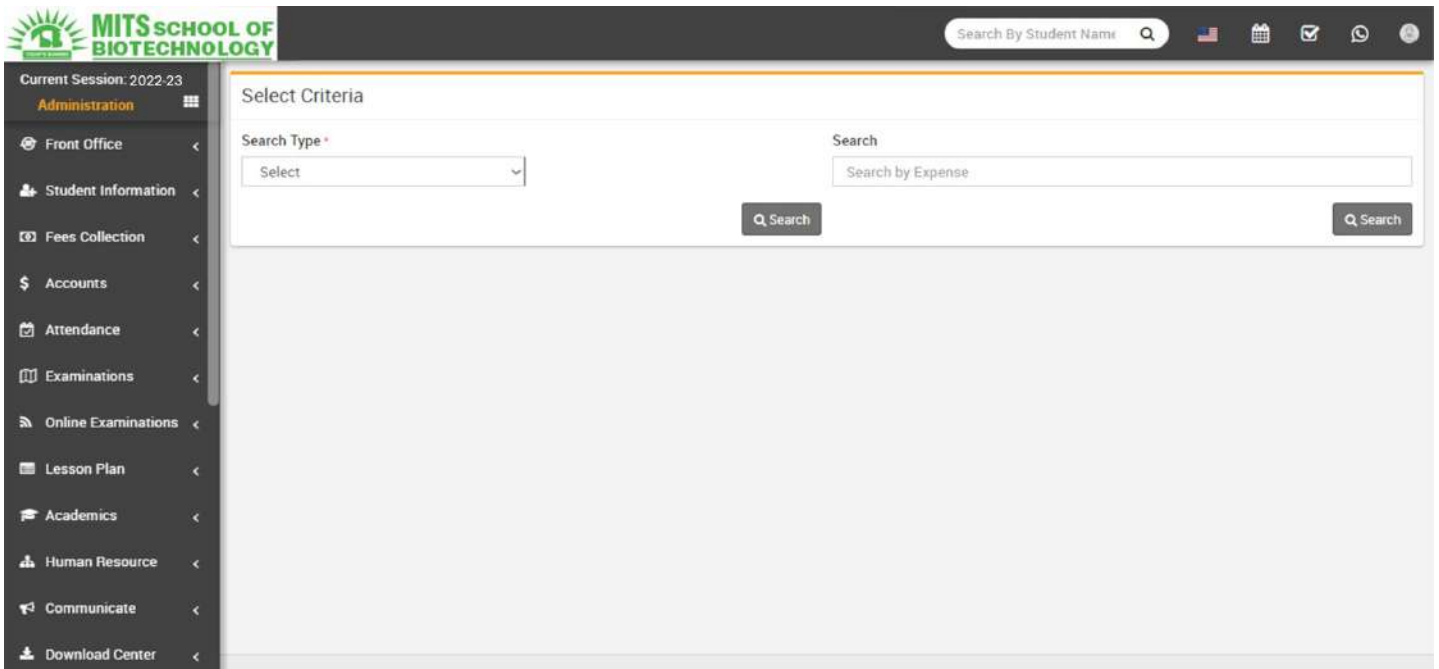 MITS SCHOOL OF
BIOTECHNOLOGY
Search By Student Name
Current Session: 2022-23
Administration
Front Office
Student Information
Fees Collection
Accounts
Attendance
Examinations
Online Examinations
Lesson Plan
Academics
Human Resource
Communicate
Download Center
Select Criteria
Search Type *
Select
Search
Search
Search by Expense
Search